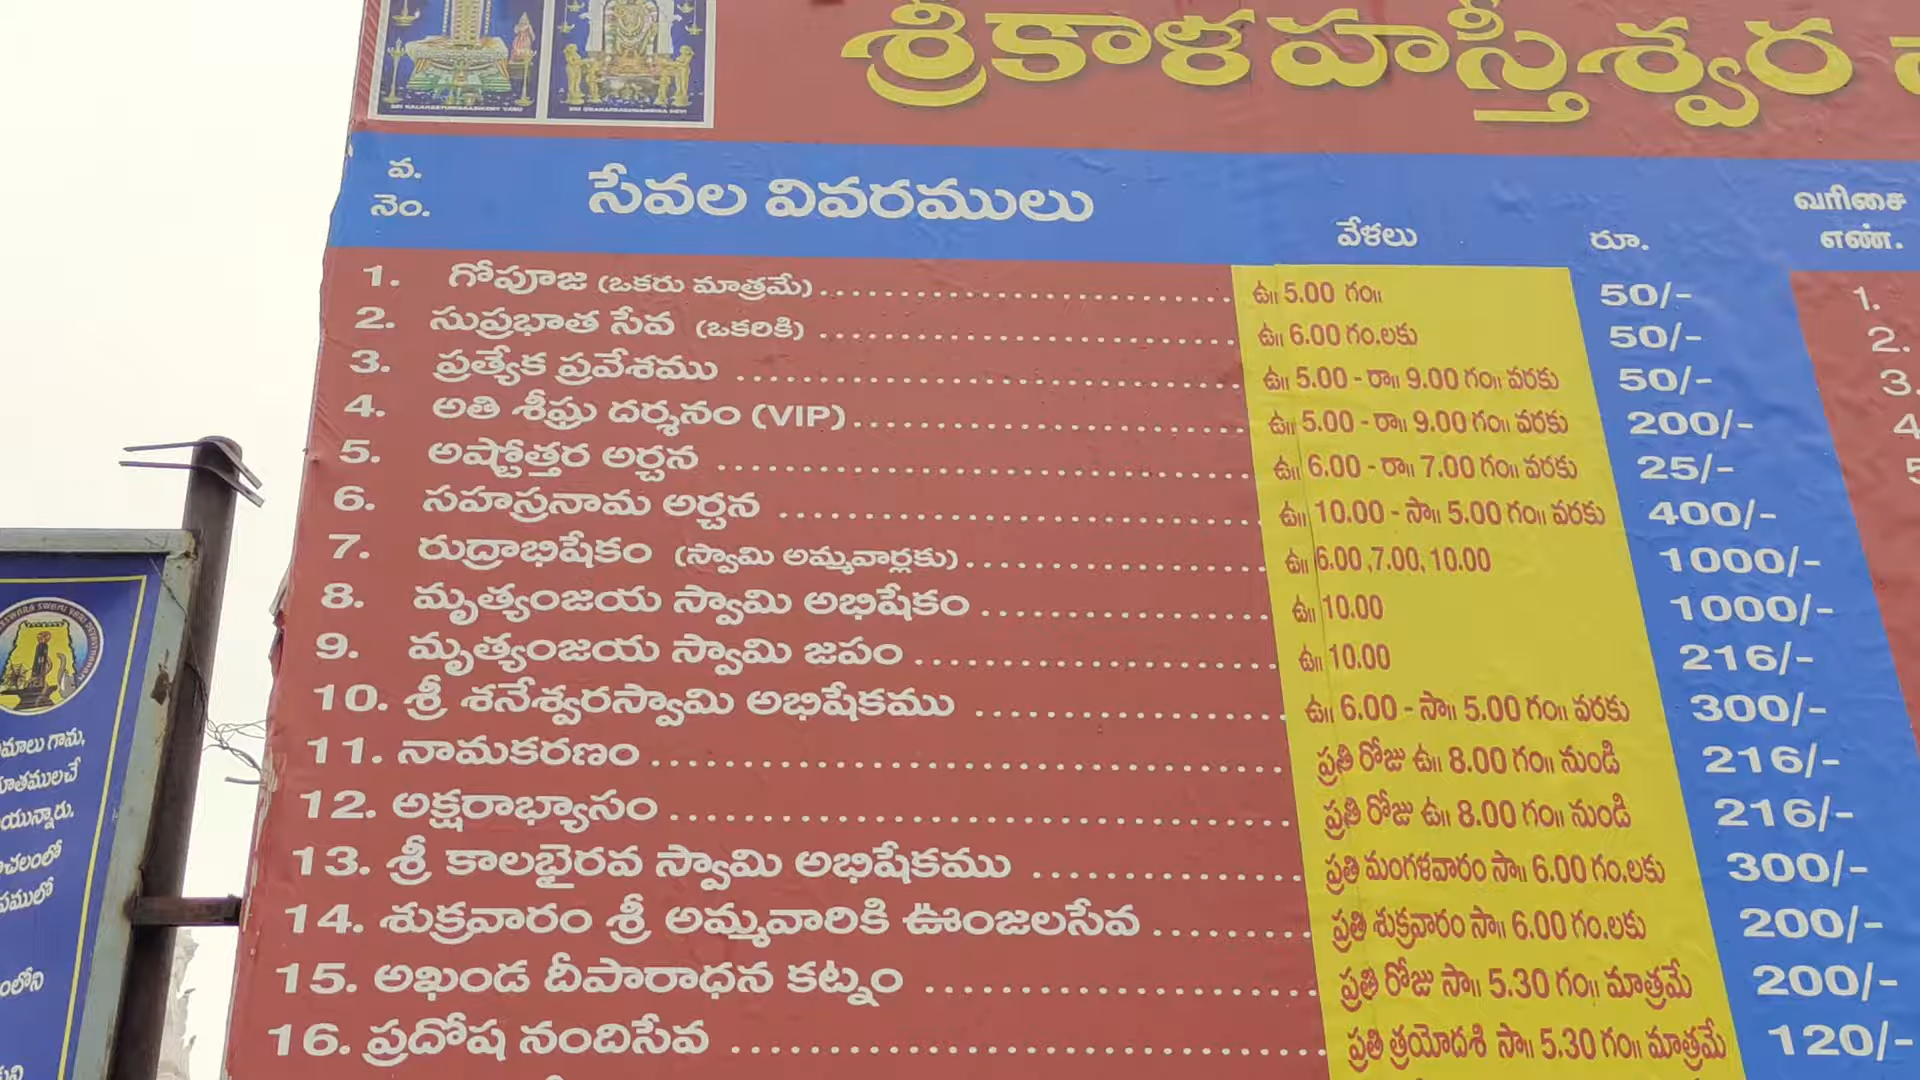 శ్రీకాళహస్తీశ్వర
వ. నెం. సేవల వివరములు వేళలు రూ. வரிசை எண்.
1. గోపూజ (ఒకరు మాత్రమే) ఉ॥ 5.00 గం॥ 50/- 1.
2. సుప్రభాత సేవ (ఒకరికి) ఉ॥ 6.00 గం.లకు 50/- 2.
3. ప్రత్యేక ప్రవేశము ఉ॥ 5.00 - రా॥ 9.00 గం॥ వరకు 50/- 3.
4. అతి శీఘ్ర దర్శనం (VIP) ఉ॥ 5.00 - రా॥ 9.00 గం॥ వరకు 200/- 4
5. అష్టోత్తర అర్చన ఉ॥ 6.00 - రా॥ 7.00 గం॥ వరకు 25/- 5
6. సహస్రనామ అర్చన ఉ॥ 10.00 - సా॥ 5.00 గం॥ వరకు 400/-
7. రుద్రాభిషేకం (స్వామి అమ్మవార్లకు) ఉ॥ 6.00 ,7.00, 10.00 1000/-
8. మృత్యంజయ స్వామి అభిషేకం ఉ॥ 10.00 1000/-
9. మృత్యంజయ స్వామి జపం ఉ॥ 10.00 216/-
10. శ్రీ శనేశ్వరస్వామి అభిషేకము ఉ॥ 6.00 - సా॥ 5.00 గం॥ వరకు 300/-
11. నామకరణం ప్రతి రోజు ఉ॥ 8.00 గం॥ నుండి 216/-
12. అక్షరాభ్యాసం ప్రతి రోజు ఉ॥ 8.00 గం॥ నుండి 216/-
13. శ్రీ కాలభైరవ స్వామి అభిషేకము ప్రతి మంగళవారం సా॥ 6.00 గం.లకు 300/-
14. శుక్రవారం శ్రీ అమ్మవారికి ఊంజలసేవ ప్రతి శుక్రవారం సా॥ 6.00 గం.లకు 200/-
15. అఖండ దీపారాధన కట్నం ప్రతి రోజు సా॥ 5.30 గం॥ మాత్రమే 200/-
16. ప్రదోష నందిసేవ ప్రతి త్రయోదశి సా॥ 5.30 గం॥ మాత్రమే 120/-
మాలు గాను,